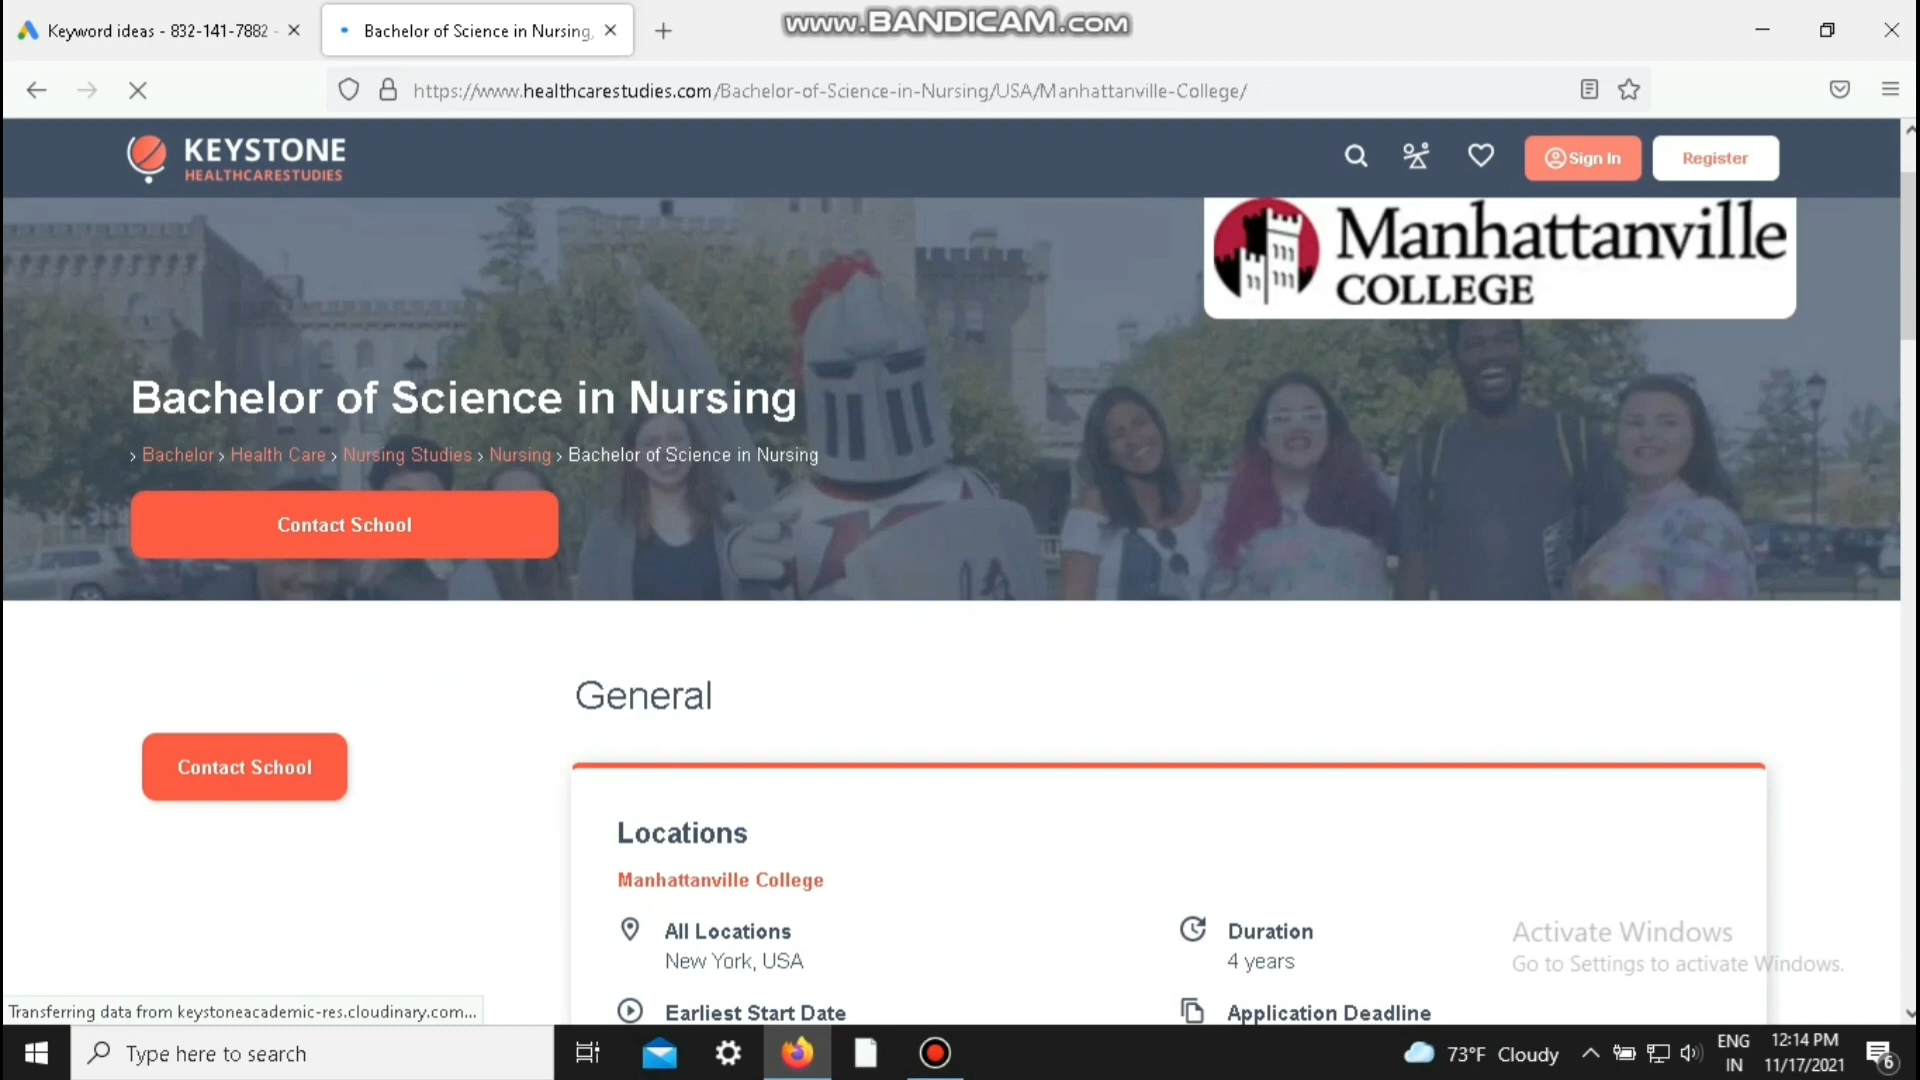 Keyword ideas - 832-141-7882 -
Bachelor of Science in Nursing,
www.BANDICAM.com
https://www.healthcarestudies.com/Bachelor-of-Science-in-Nursing/USA/Manhattanville-College/
KEYSTONE
HEALTHCARESTUDIES
Sign In
Register
Manhattanville
COLLEGE
Bachelor of Science in Nursing
› Bachelor › Health Care › Nursing Studies › Nursing › Bachelor of Science in Nursing
Contact School
General
Contact School
Locations
Manhattanville College
All Locations
New York, USA
Duration
4 years
Activate Windows
Go to Settings to activate Windows.
Earliest Start Date
Application Deadline
Transferring data from keystoneacademic-res.cloudinary.com...
Type here to search
73°F Cloudy
ENG
IN
12:14 PM
11/17/2021
6